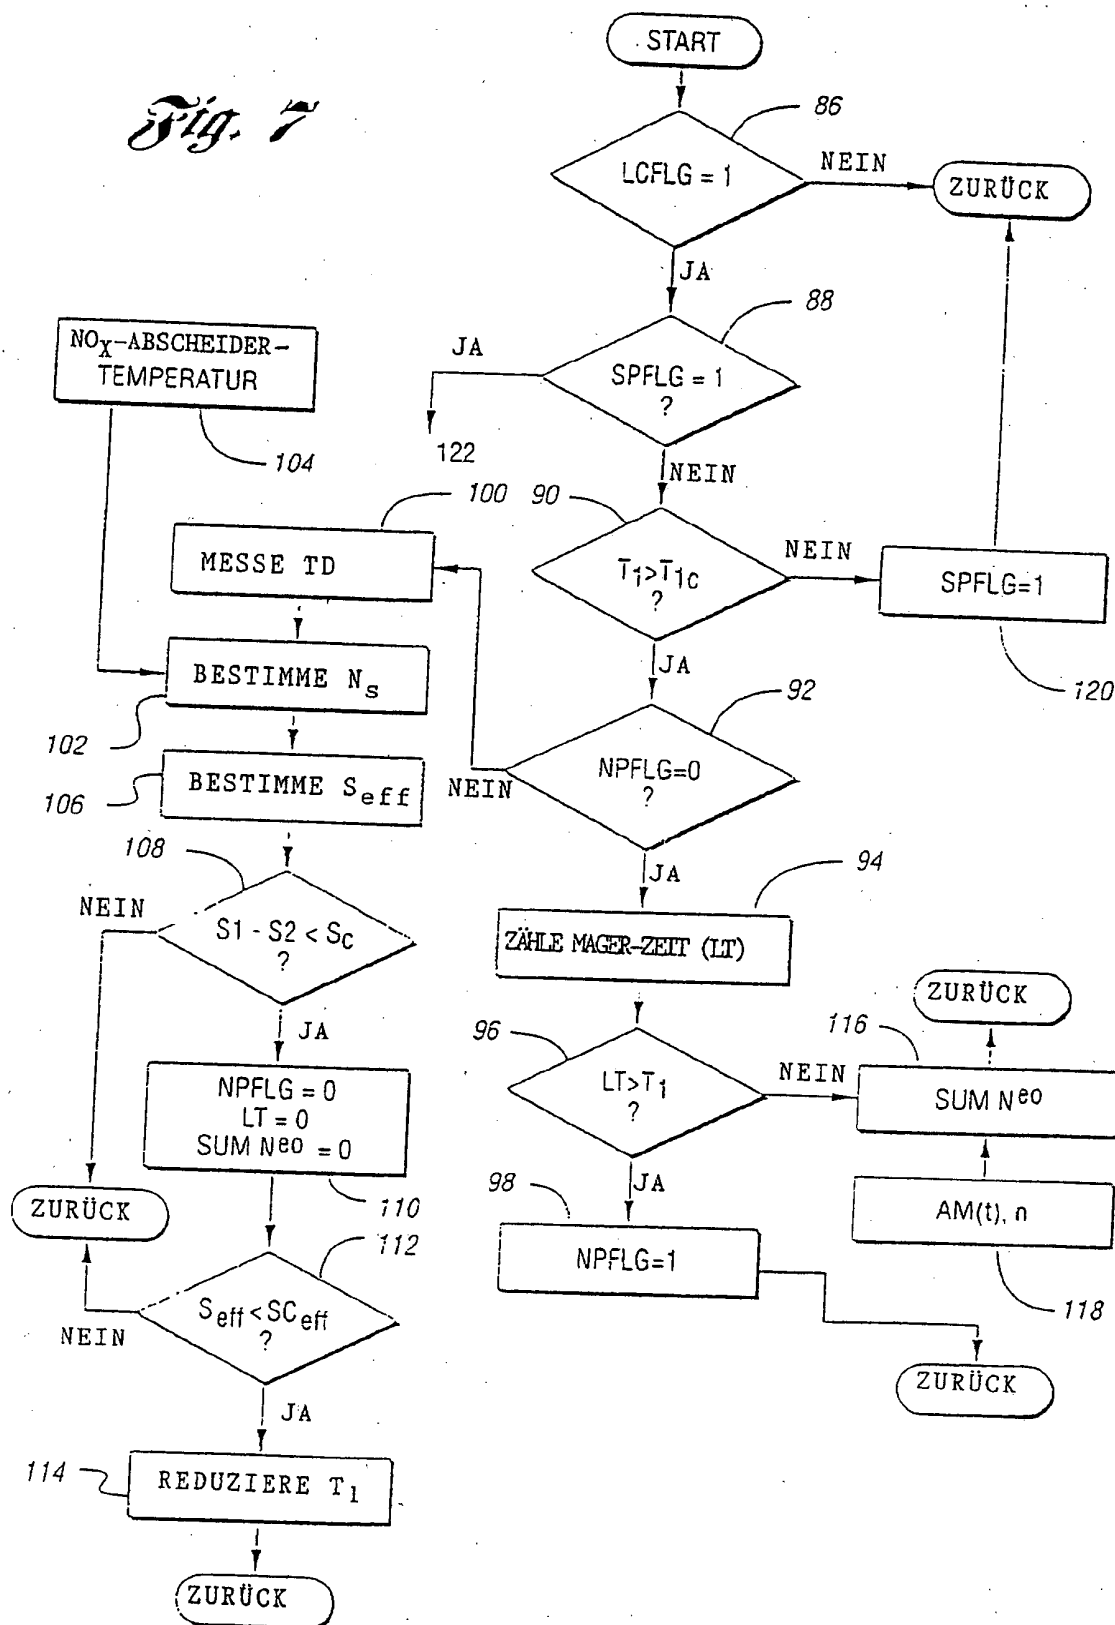 Fig. 7
START
86
LCFLG = 1
NEIN
ZURÜCK
JA
88
NOX-ABSCHEIDER-
TEMPERATUR
JA
SPFLG = 1
?
122
104
NEIN
100
90
MESSE TD
T1>T1C
?
NEIN
SPFLG=1
120
JA
BESTIMME Ns
102
92
NPFLG=0
?
NEIN
BESTIMME Seff
106
108
JA
94
NEIN
S1 - S2 < SC
?
ZÄHLE MAGER-ZEIT (LT)
ZURÜCK
JA
96
116
LT>T1
?
NEIN
SUM Neo
NPFLG = 0
LT = 0
SUM Neo = 0
110
JA
98
AM(t), n
118
ZURÜCK
112
NPFLG=1
Seff < SCeff
?
NEIN
ZURÜCK
JA
114
REDUZIERE T1
ZURÜCK